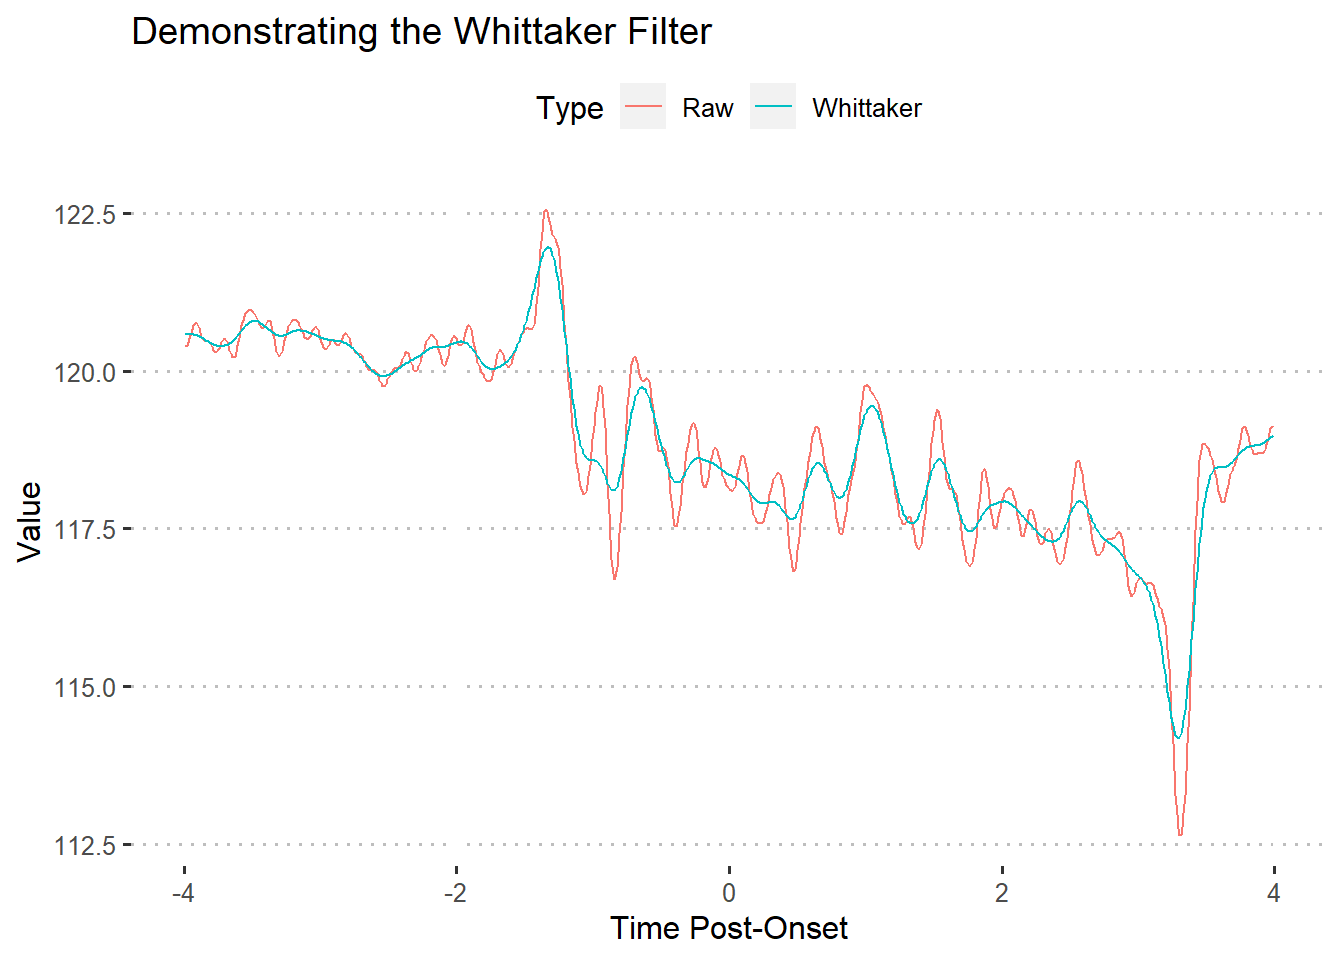 Demonstrating the Whittaker Filter
Type Raw Whittaker
Value
122.5
120.0
117.5
115.0
112.5
-4 -2 0 2 4
Time Post-Onset